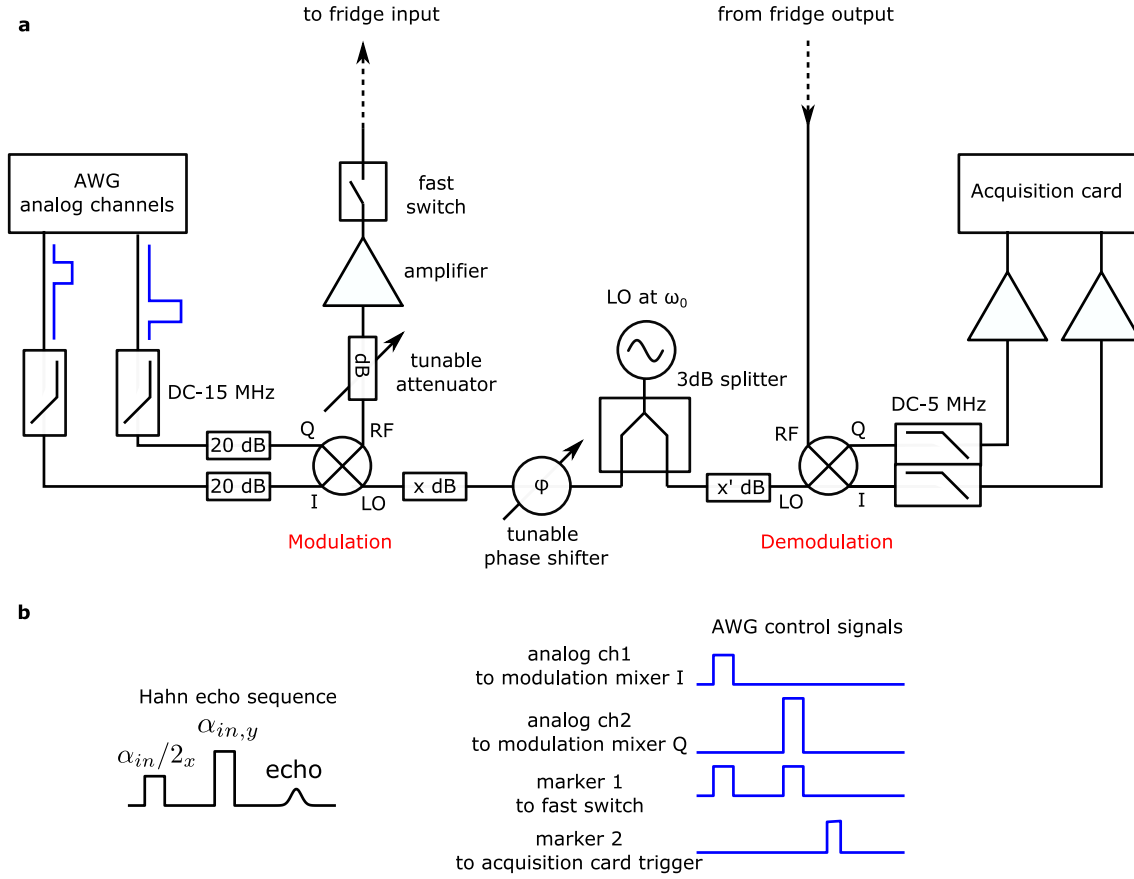 a
to fridge input
from fridge output
AWG
analog channels
fast
switch
Acquisition card
amplifier
LO at ω0
dB
tunable
attenuator
3dB splitter
DC-15 MHz
DC-5 MHz
Q
RF
RF
Q
20 dB
20 dB
I
LO
x dB
φ
x' dB
LO
I
Modulation
tunable
phase shifter
Demodulation
b
AWG control signals
analog ch1
to modulation mixer I
Hahn echo sequence
αin,y
αin/2x
echo
analog ch2
to modulation mixer Q
marker 1
to fast switch
marker 2
to acquisition card trigger